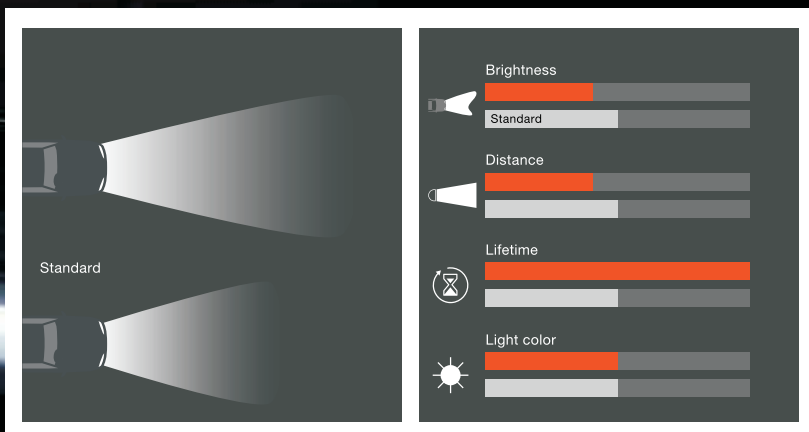 Standard
Brightness
Standard
Distance
Lifetime
Light color